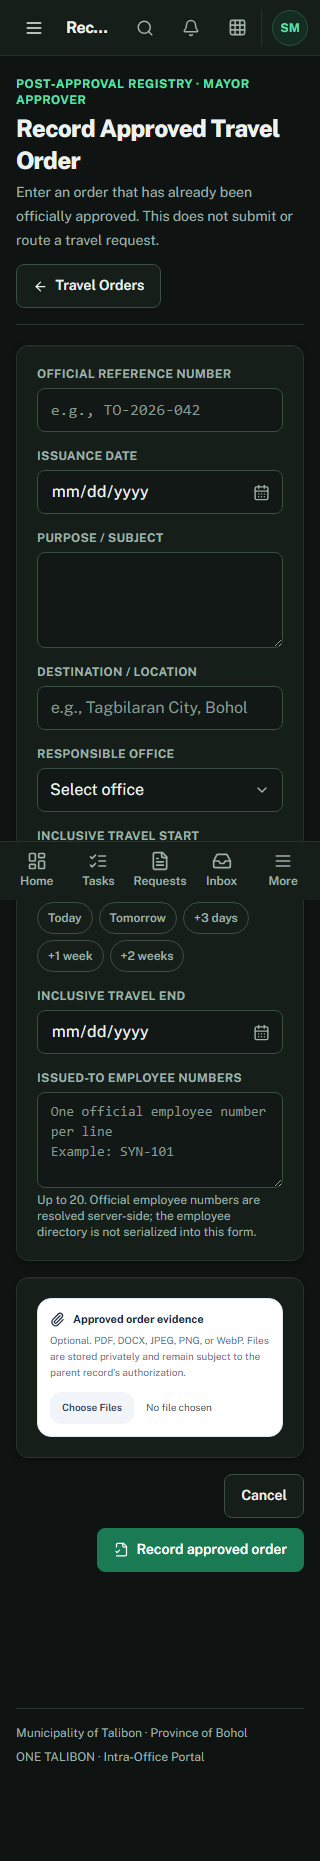 Rec...
SM
POST-APPROVAL REGISTRY · MAYOR
APPROVER
Record Approved Travel
Order
Enter an order that has already been
officially approved. This does not submit or
route a travel request.
Travel Orders
OFFICIAL REFERENCE NUMBER
e.g., TO-2026-042
ISSUANCE DATE
mm/dd/yyyy
PURPOSE / SUBJECT
DESTINATION / LOCATION
e.g., Tagbilaran City, Bohol
RESPONSIBLE OFFICE
Select office
INCLUSIVE TRAVEL START
Home Tasks Requests Inbox More
Today Tomorrow +3 days
+1 week +2 weeks
INCLUSIVE TRAVEL END
mm/dd/yyyy
ISSUED-TO EMPLOYEE NUMBERS
One official employee number
per line
Example: SYN-101
Up to 20. Official employee numbers are
resolved server-side; the employee
directory is not serialized into this form.
Approved order evidence
Optional. PDF, DOCX, JPEG, PNG, or WebP. Files
are stored privately and remain subject to the
parent record's authorization.
Choose Files No file chosen
Cancel
Record approved order
Municipality of Talibon · Province of Bohol
ONE TALIBON · Intra-Office Portal